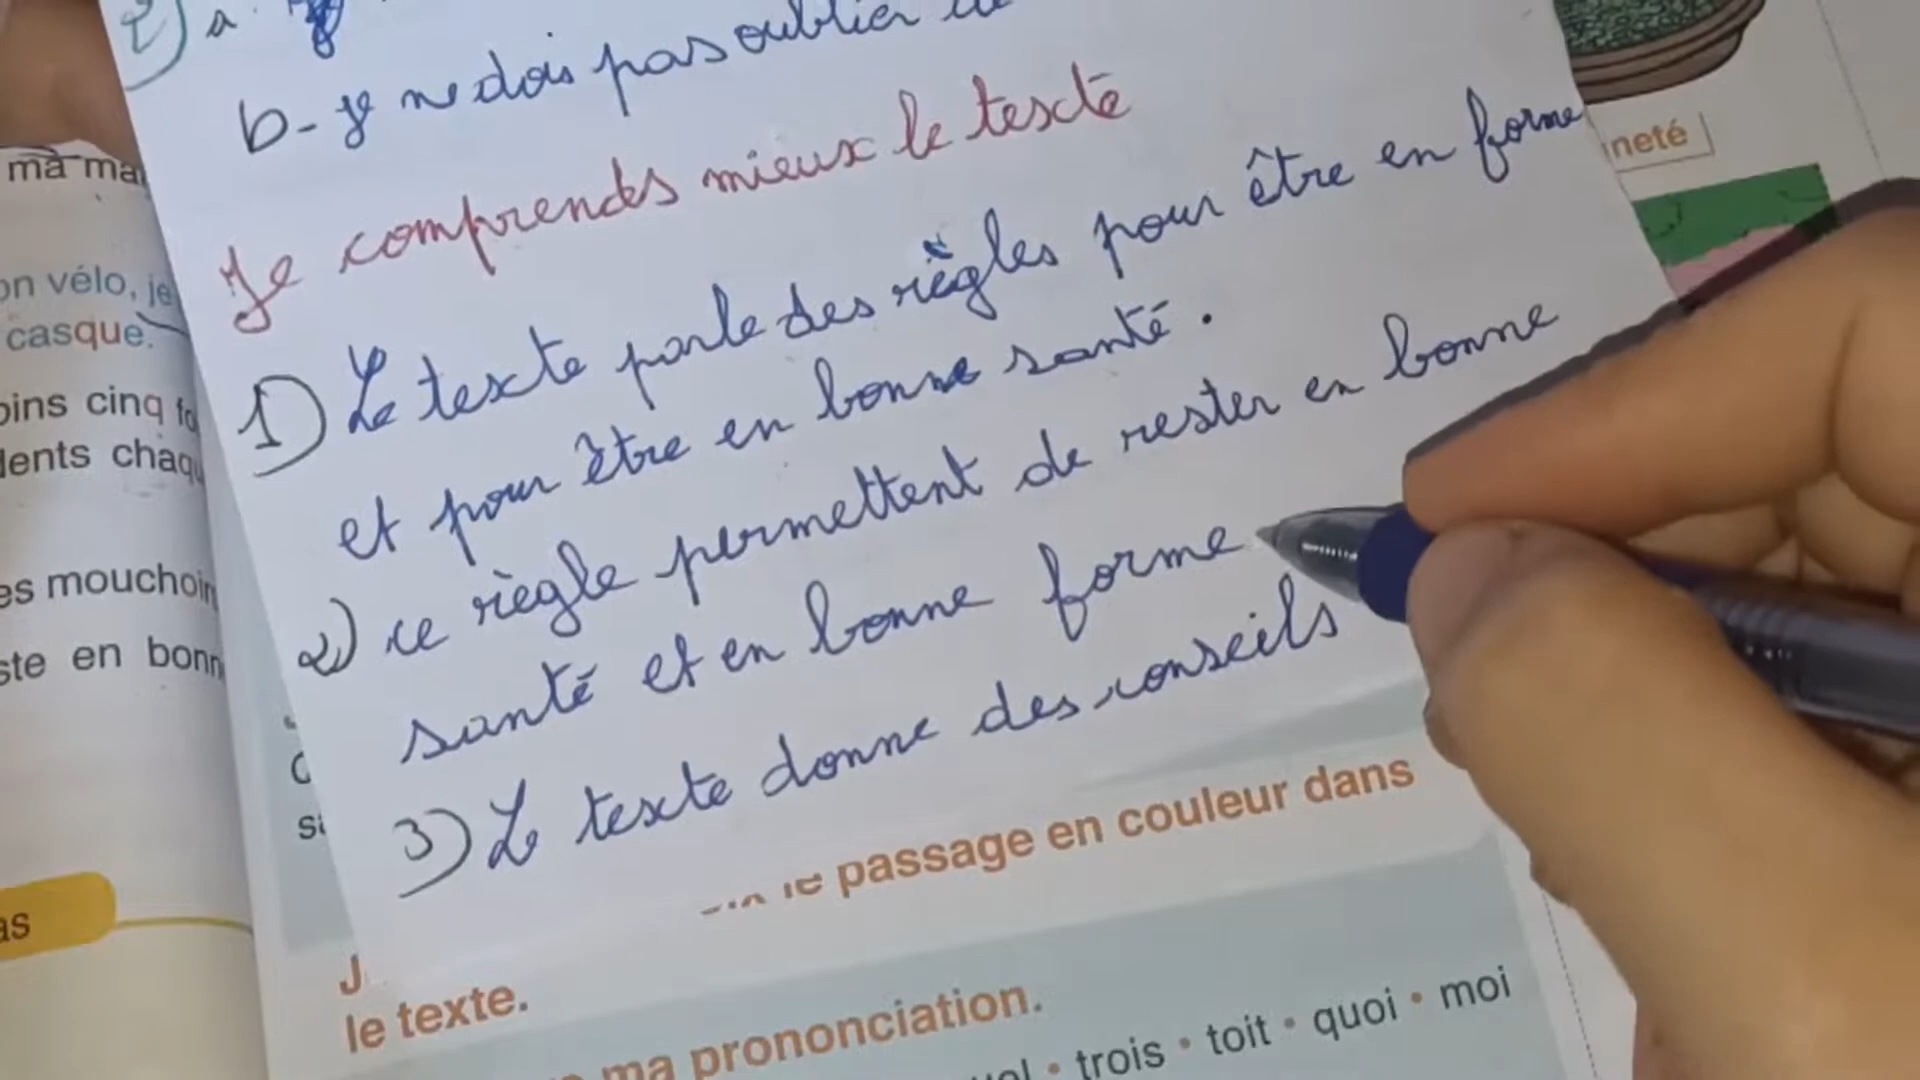 2) a
b- je ne dois pas oublier
Je comprends mieux le texte
1) Le texte parle des règles pour être en forme
et pour être en bonne santé.
2) ce règle permettent de rester en bonne
santé et en bonne forme
3) Le texte donne des conseils
ma
on vélo, je
casque.
oins cinq
dents
es mouchoir
ste en
as
neté
le passage en couleur dans
le texte.
ma prononciation.
• trois • toit • quoi • moi